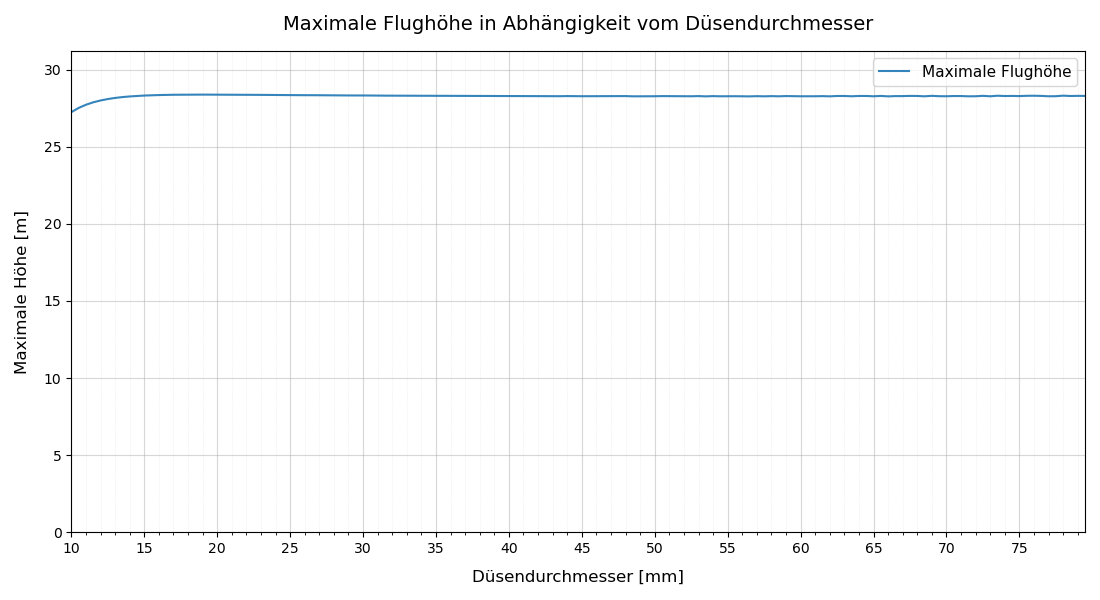 Maximale Flughöhe in Abhängigkeit vom Düsendurchmesser
Maximale Flughöhe
Maximale Höhe [m]
30
25
20
15
10
5
0
10 15 20 25 30 35 40 45 50 55 60 65 70 75
Düsendurchmesser [mm]